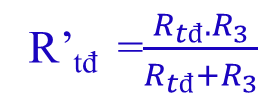 R’tđ = Rtđ.R3 / Rtđ+R3